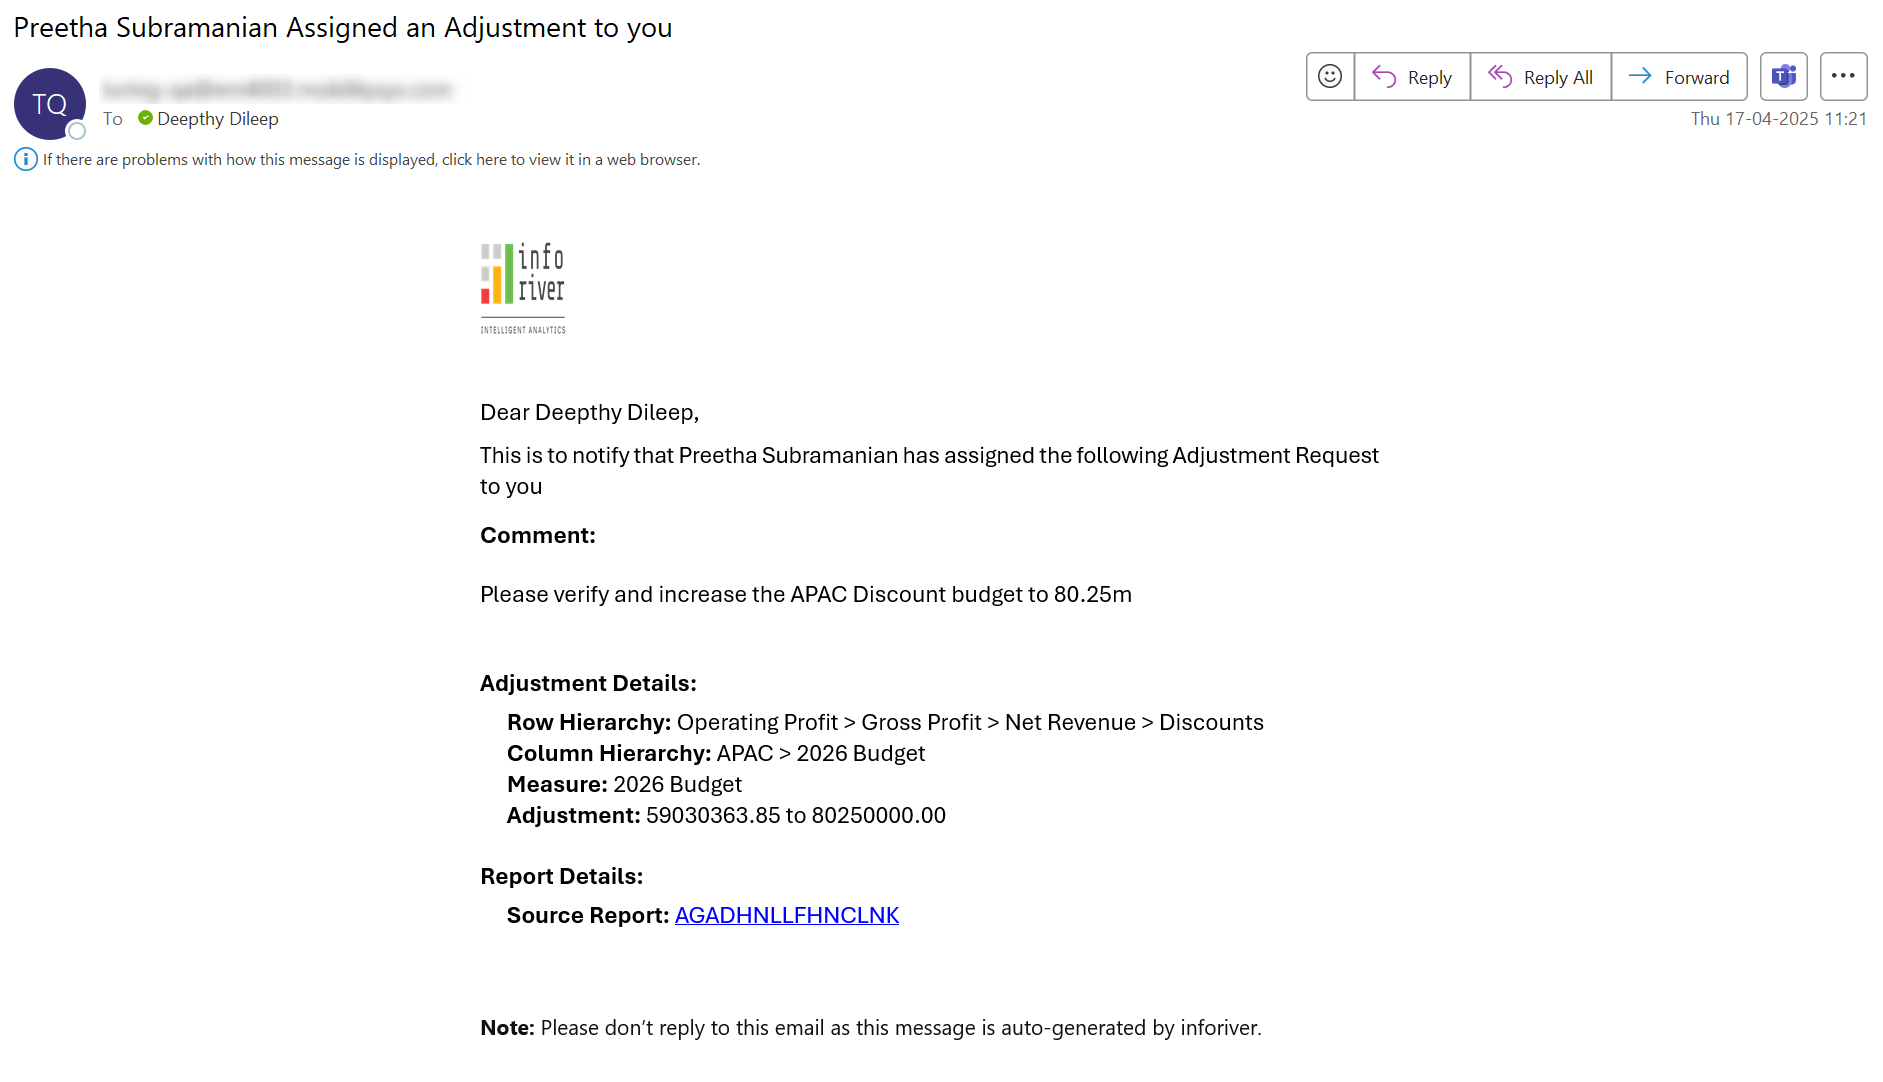 Preetha Subramanian Assigned an Adjustment to you
TQ
To Deepthy Dileep
Reply
Reply All
Forward
Thu 17-04-2025 11:21
If there are problems with how this message is displayed, click here to view it in a web browser.
info
river
INTELLIGENT ANALYTICS
Dear Deepthy Dileep,
This is to notify that Preetha Subramanian has assigned the following Adjustment Request
to you
Comment:
Please verify and increase the APAC Discount budget to 80.25m
Adjustment Details:
Row Hierarchy: Operating Profit > Gross Profit > Net Revenue > Discounts
Column Hierarchy: APAC > 2026 Budget
Measure: 2026 Budget
Adjustment: 59030363.85 to 80250000.00
Report Details:
Source Report: AGADHNLLFHNCLNK
Note: Please don’t reply to this email as this message is auto-generated by inforiver.